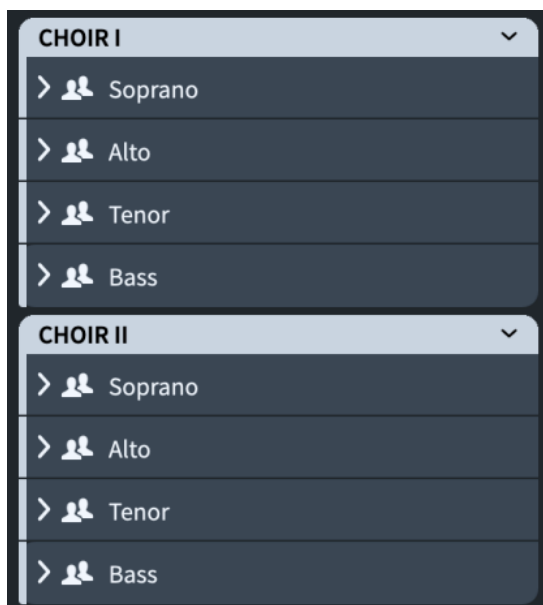 CHOIR I
Soprano
Alto
Tenor
Bass
CHOIR II
Soprano
Alto
Tenor
Bass